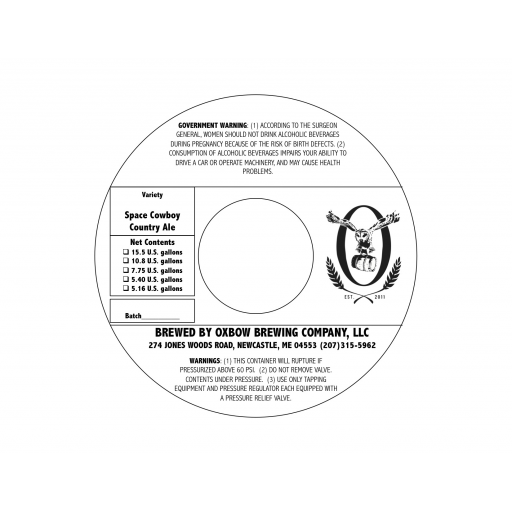 GOVERNMENT WARNING: (1) ACCORDING TO THE SURGEON
GENERAL, WOMEN SHOULD NOT DRINK ALCOHOLIC BEVERAGES
DURING PREGNANCY BECAUSE OF THE RISK OF BIRTH DEFECTS. (2)
CONSUMPTION OF ALCOHOLIC BEVERAGES IMPAIRS YOUR ABILITY TO
DRIVE A CAR OR OPERATE MACHINERY, AND MAY CAUSE HEALTH
PROBLEMS.
Variety
Space Cowboy
Country Ale
Net Contents
❑ 15.5 U.S. gallons
❑ 10.8 U.S. gallons
❑ 7.75 U.S. gallons
❑ 5.40 U.S. gallons
❑ 5.16 U.S. gallons
Batch__________
O
EST. 2011
BREWED BY OXBOW BREWING COMPANY, LLC
274 JONES WOODS ROAD, NEWCASTLE, ME 04553 (207)315-5962
WARNINGS: (1) THIS CONTAINER WILL RUPTURE IF
PRESSURIZED ABOVE 60 PSI. (2) DO NOT REMOVE VALVE.
CONTENTS UNDER PRESSURE. (3) USE ONLY TAPPING
EQUIPMENT AND PRESSURE REGULATOR EACH EQUIPPED WITH
A PRESSURE RELIEF VALVE.